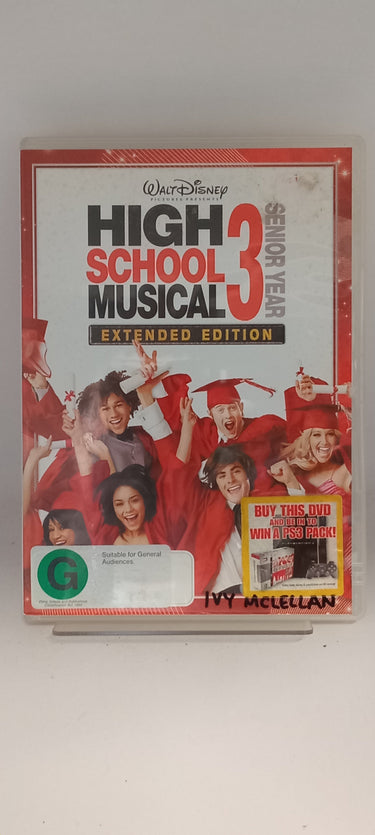 WALT DISNEY
PICTURES PRESENTS
HIGH
SCHOOL
MUSICAL 3
SENIOR YEAR
EXTENDED EDITION
BUY THIS DVD
AND BE IN TO
WIN A PS3 PACK!
G
Suitable for General
Audiences.
IVY MCLELLAN